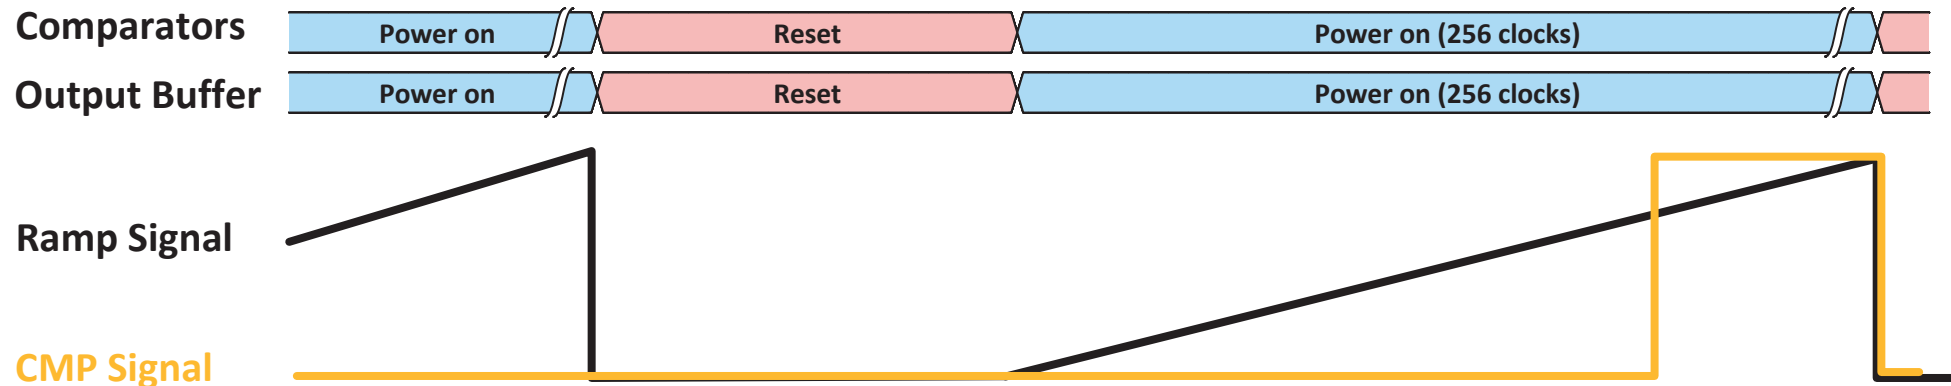 Comparators Power on Reset Power on (256 clocks)
Output Buffer Power on Reset Power on (256 clocks)
Ramp Signal
CMP Signal